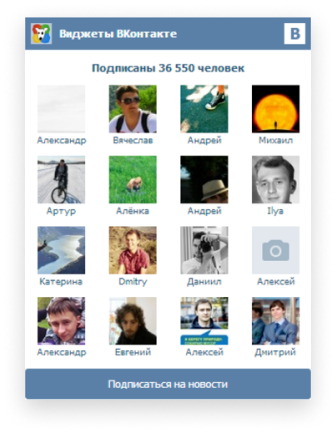 Виджеты ВКонтакте
B
Подписаны 36 550 человек
Александр Вячеслав Андрей Михаил
Артур Алёнка Андрей Ilya
Катерина Dmitry Даниил Алексей
Александр Евгений Алексей Дмитрий
Подписаться на новости